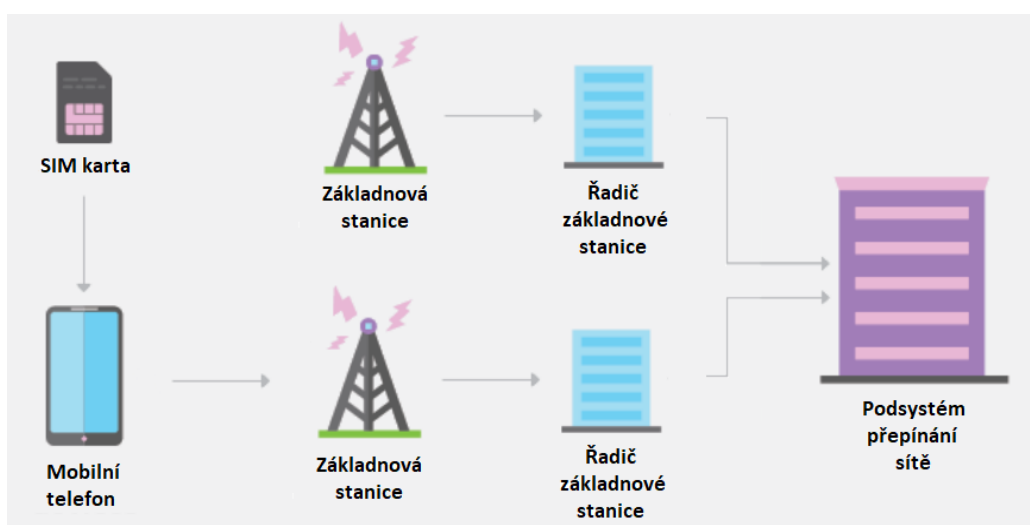 SIM karta
Základnová
stanice
Řadič
základnové
stanice
Mobilní
telefon
Základnová
stanice
Řadič
základnové
stanice
Podsystém
přepínání
sítě